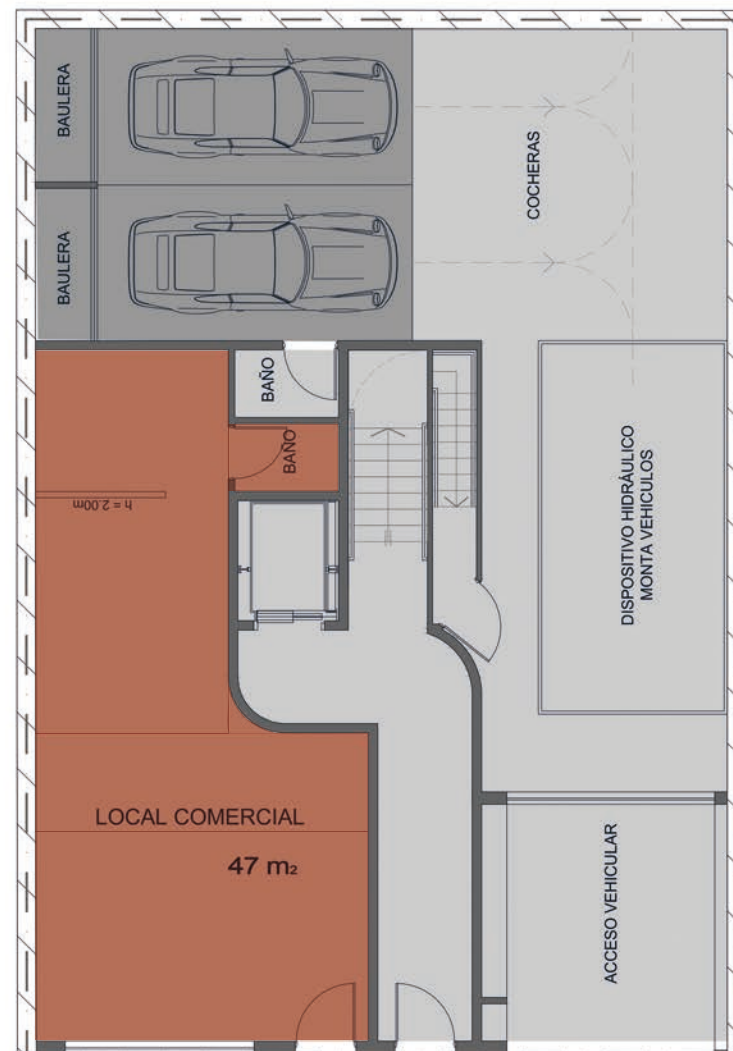 BAULERA
COCHERAS
BAULERA
BAÑO
BAÑO
h = 2.00m
DISPOSITIVO HIDRÁULICO
MONTA VEHICULOS
LOCAL COMERCIAL
47 m₂
ACCESO VEHICULAR